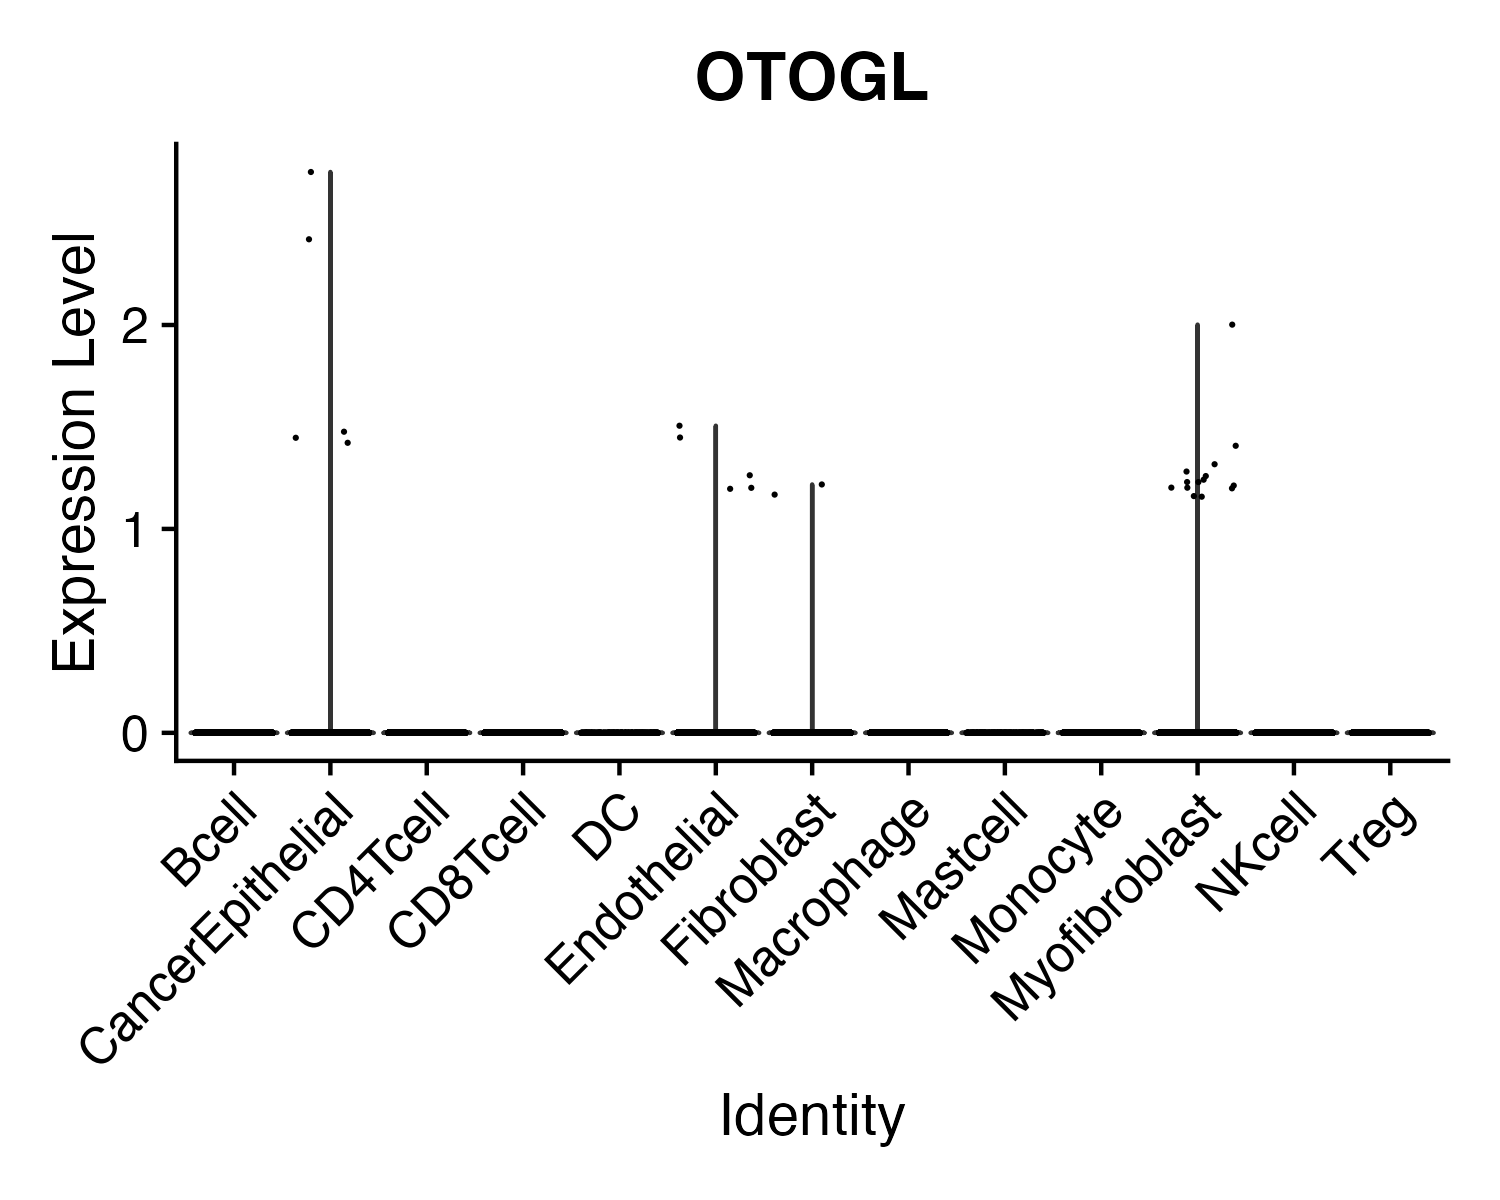 OTOGL
Expression Level
2
1
0
Bcell
CancerEpithelial
CD4Tcell
CD8Tcell
DC
Endothelial
Fibroblast
Macrophage
Mastcell
Monocyte
Myofibroblast
NKcell
Treg
Identity